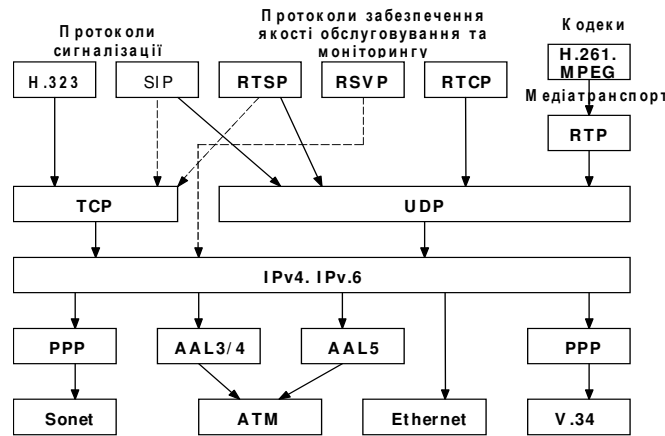 Протоколи
сигналізації
Протоколи забезпечення
якості обслуговування та
моніторингу
Кодеки
H.323
SIP
RTSP
RSVP
RTCP
H.261.
MPEG
Медіатранспорт
RTP
TCP
UDP
IPv4. IPv.6
PPP
AAL3/4
AAL5
PPP
Sonet
ATM
Ethernet
V.34